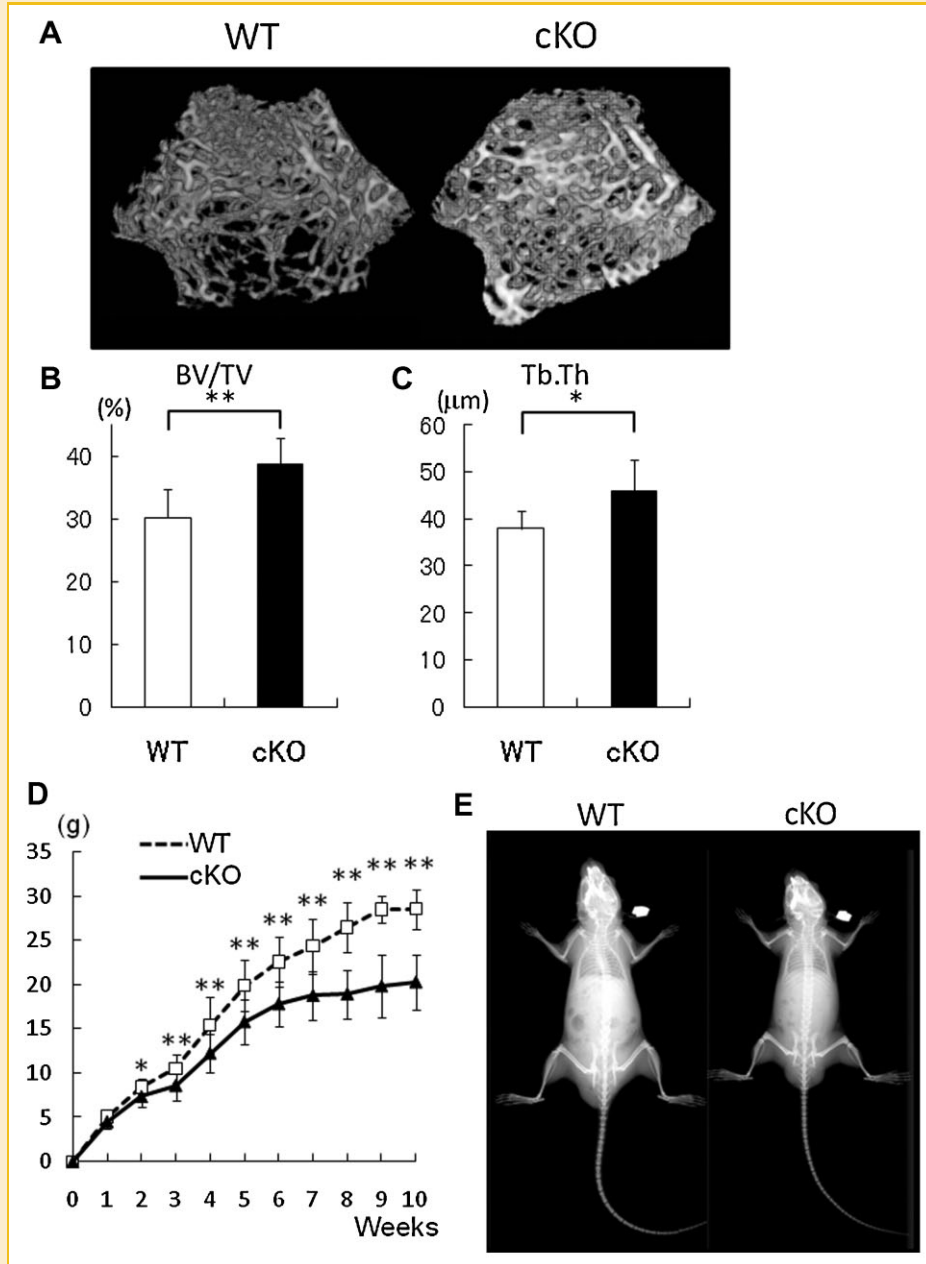 A
WT cKO
B
BV/TV
(%)
**
40
30
20
10
0
WT cKO
C
Tb.Th
(μm)
*
60
50
40
30
20
10
0
WT cKO
D
(g)
WT
cKO
35
30
25
20
15
10
5
0
* ** ** ** ** ** ** ** **
0 1 2 3 4 5 6 7 8 9 10
Weeks
E
WT cKO